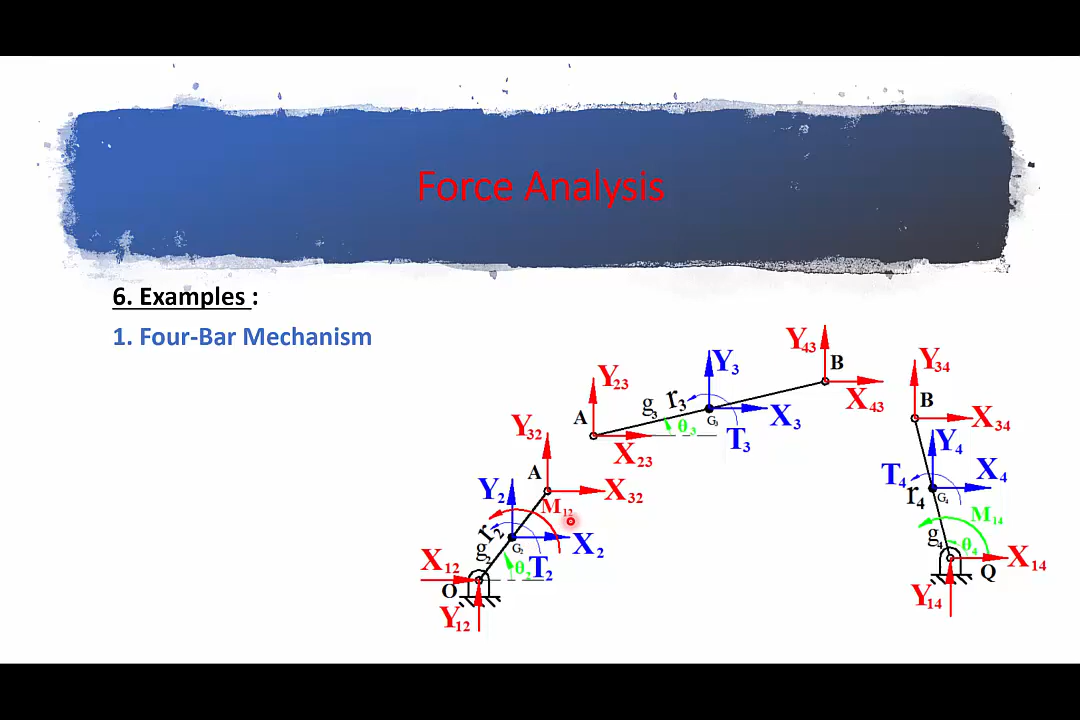 Force Analysis
6. Examples :
1. Four-Bar Mechanism
Y43
B
Y3
Y34
Y23
g3
r3
G3
X3
X43
B
A
θ3
T3
X34
Y32
X23
Y4
A
X32
T4
X4
Y2
M12
r4
G4
r2
M14
g2
G2
X2
g4
θ4
X12
θ2
T2
X14
O
Q
Y12
Y14